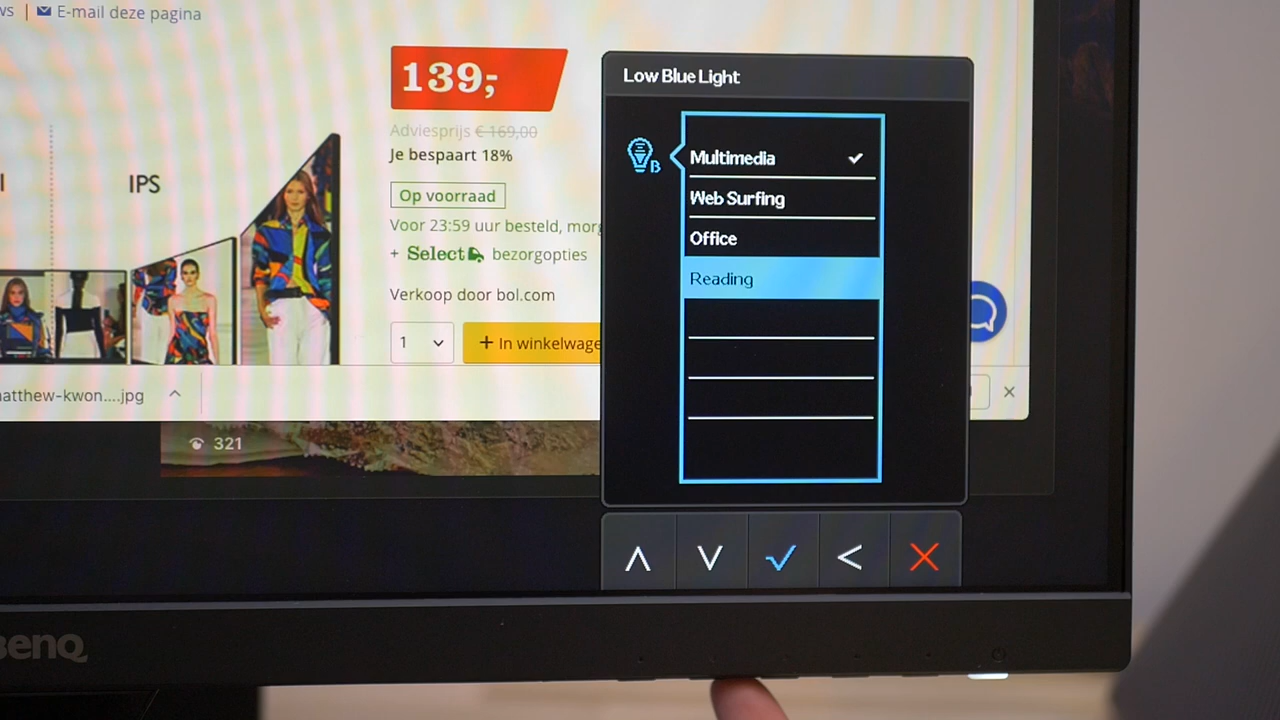 E-mail deze pagina
139,-
Adviesprijs € 169,00
Je bespaart 18%
IPS
Op voorraad
Voor 23:59 uur besteld,
+ Select bezorgopties
Verkoop door bol.com
1
+ In winkelwage
atthew-kwon....jpg
321
Low Blue Light
B
Multimedia
Web Surfing
Office
Reading
BenQ